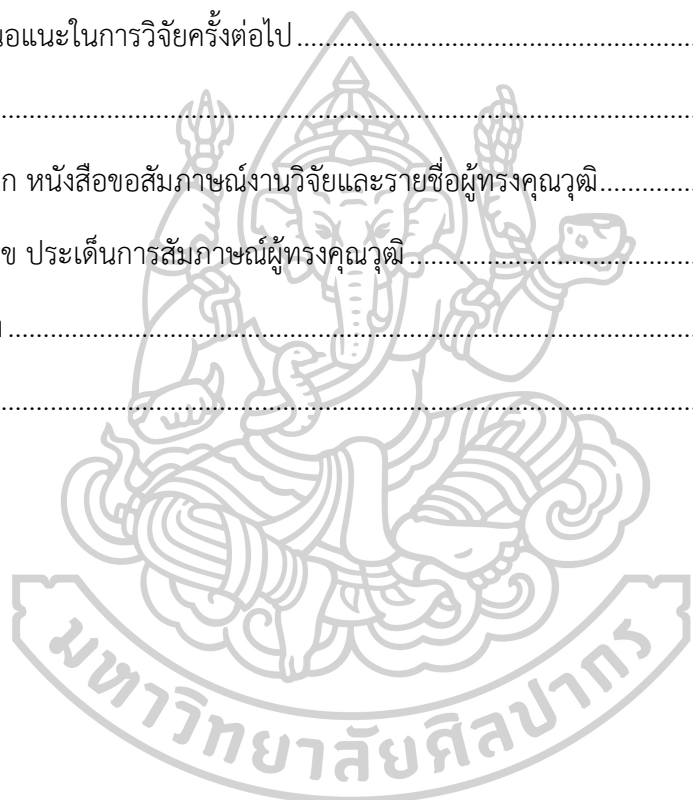 นอแนะในการวิจัยครั้งต่อไป........................................................
........................................................................................................
ก หนังสือขอสัมภาษณ์งานวิจัยและรายชื่อผู้ทรงคุณวุฒิ................
ข ประเด็นการสัมภาษณ์ผู้ทรงคุณวุฒิ..........................................
........................................................................................................
........................................................................................................
มหาวิทยาลัยศิลปากร